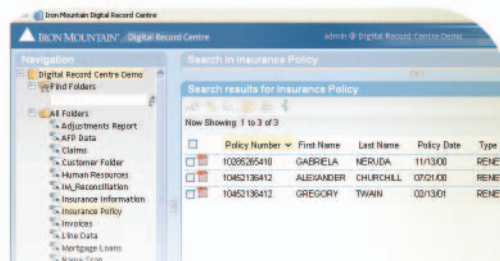 Iron Mountain Digital Record Centre
IRON MOUNTAIN® Digital Record Centre admin @ Digital Record Centre Demo
Navigation
Digital Record Centre Demo
Find Folders
All Folders
Adjustments Report
AFP Data
Claims
Customer Folder
Human Resources
IM_Reconciliation
Insurance Information
Insurance Policy
Invoices
Line Data
Mortgage Loans
Name Scan
Search in Insurance Policy
Search results for Insurance Policy
Now Showing: 1 to 3 of 3
Policy Number First Name Last Name Policy Date Type
10285265410 GABRIELA NERUDA 11/13/00 RENE
10452136412 ALEXANDER CHURCHILL 07/21/00 RENE
10452136412 GREGORY TWAIN 02/13/01 RENE